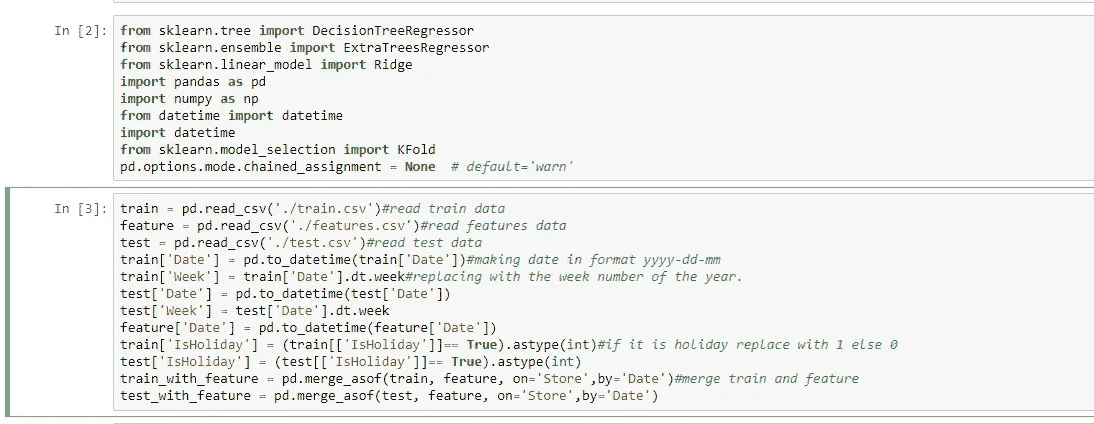 In [2]: from sklearn.tree import DecisionTreeRegressor
from sklearn.ensemble import ExtraTreesRegressor
from sklearn.linear_model import Ridge
import pandas as pd
import numpy as np
from datetime import datetime
import datetime
from sklearn.model_selection import KFold
pd.options.mode.chained_assignment = None  # default='warn'
In [3]: train = pd.read_csv('./train.csv')#read train data
feature = pd.read_csv('./features.csv')#read features data
test = pd.read_csv('./test.csv')#read test data
train['Date'] = pd.to_datetime(train['Date'])#making date in format yyyy-dd-mm
train['Week'] = train['Date'].dt.week#replacing with the week number of the year.
test['Date'] = pd.to_datetime(test['Date'])
test['Week'] = test['Date'].dt.week
feature['Date'] = pd.to_datetime(feature['Date'])
train['IsHoliday'] = (train[['IsHoliday']]== True).astype(int)#if it is holiday replace with 1 else 0
test['IsHoliday'] = (test[['IsHoliday']]== True).astype(int)
train_with_feature = pd.merge_asof(train, feature, on='Store',by='Date')#merge train and feature
test_with_feature = pd.merge_asof(test, feature, on='Store',by='Date')